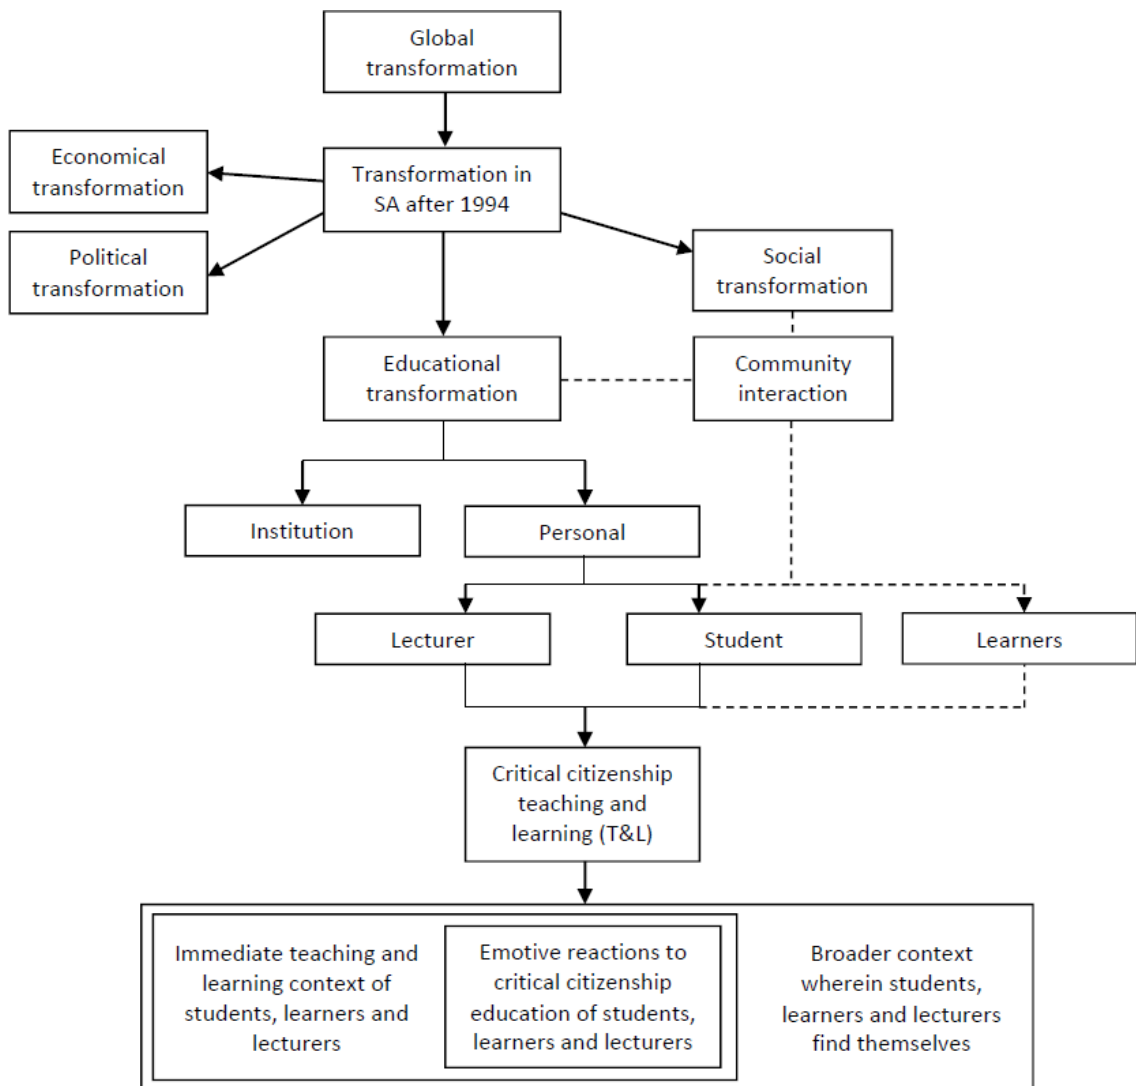 Global
transformation
Economical
transformation
Transformation in
SA after 1994
Political
transformation
Social
transformation
Educational
transformation
Community
interaction
Institution
Personal
Lecturer
Student
Learners
Critical citizenship
teaching and
learning (T&L)
Immediate teaching and
learning context of
students, learners and
lecturers
Emotive reactions to
critical citizenship
education of students,
learners and lecturers
Broader context
wherein students,
learners and lecturers
find themselves